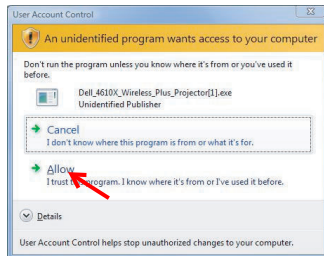 User Account Control
An unidentified program wants access to your computer
Don't run the program unless you know where it's from or you've used it
before.
Dell_4610X_Wireless_Plus_Projector[1].exe
Unidentified Publisher
Cancel
I don't know where this program is from or what it's for.
Allow
I trust program. I know where it's from or I've used it before.
Details
User Account Control helps stop unauthorized changes to your computer.